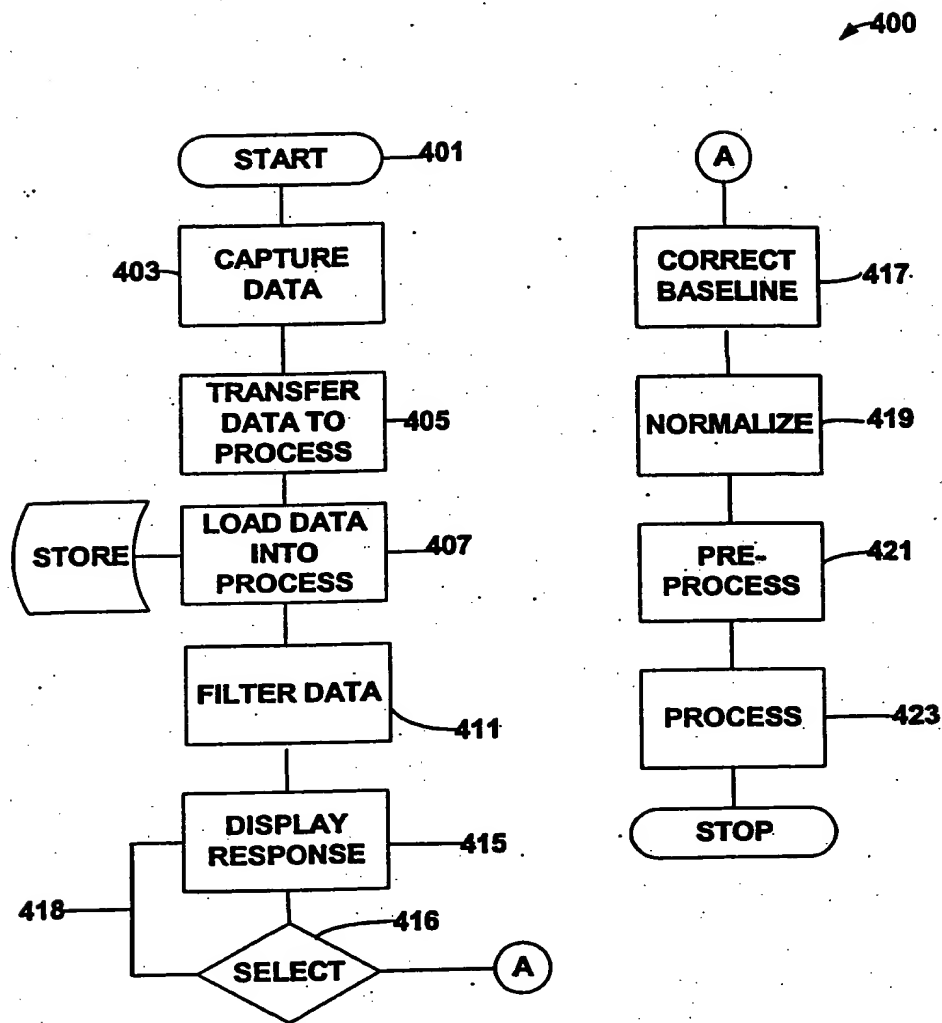 400
START
401
CAPTURE
DATA
403
TRANSFER
DATA TO
PROCESS
405
STORE
LOAD DATA
INTO
PROCESS
407
FILTER DATA
411
DISPLAY
RESPONSE
415
418
416
SELECT
A
A
CORRECT
BASELINE
417
NORMALIZE
419
PRE-
PROCESS
421
PROCESS
423
STOP